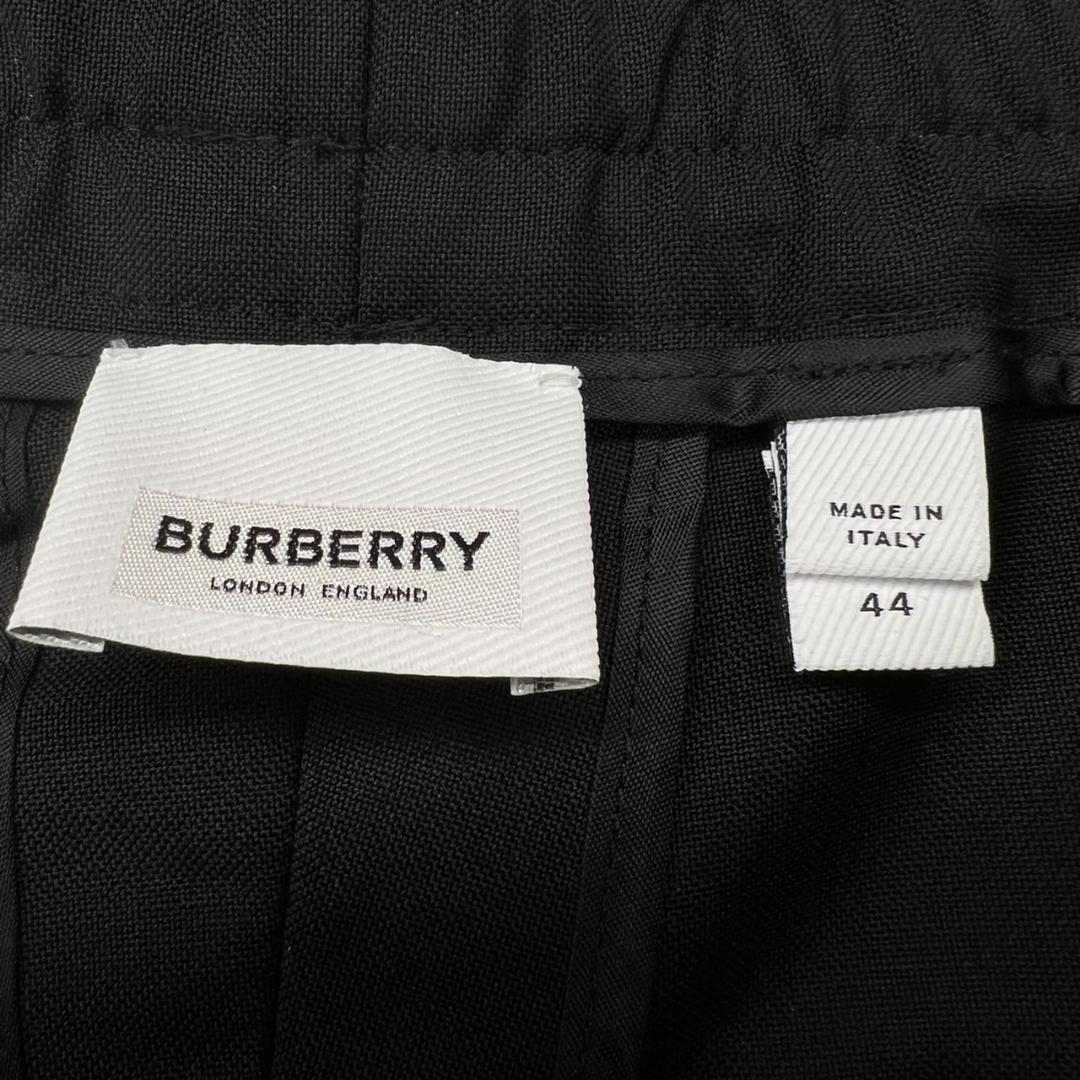 BURBERRY
LONDON ENGLAND
MADE IN
ITALY
44